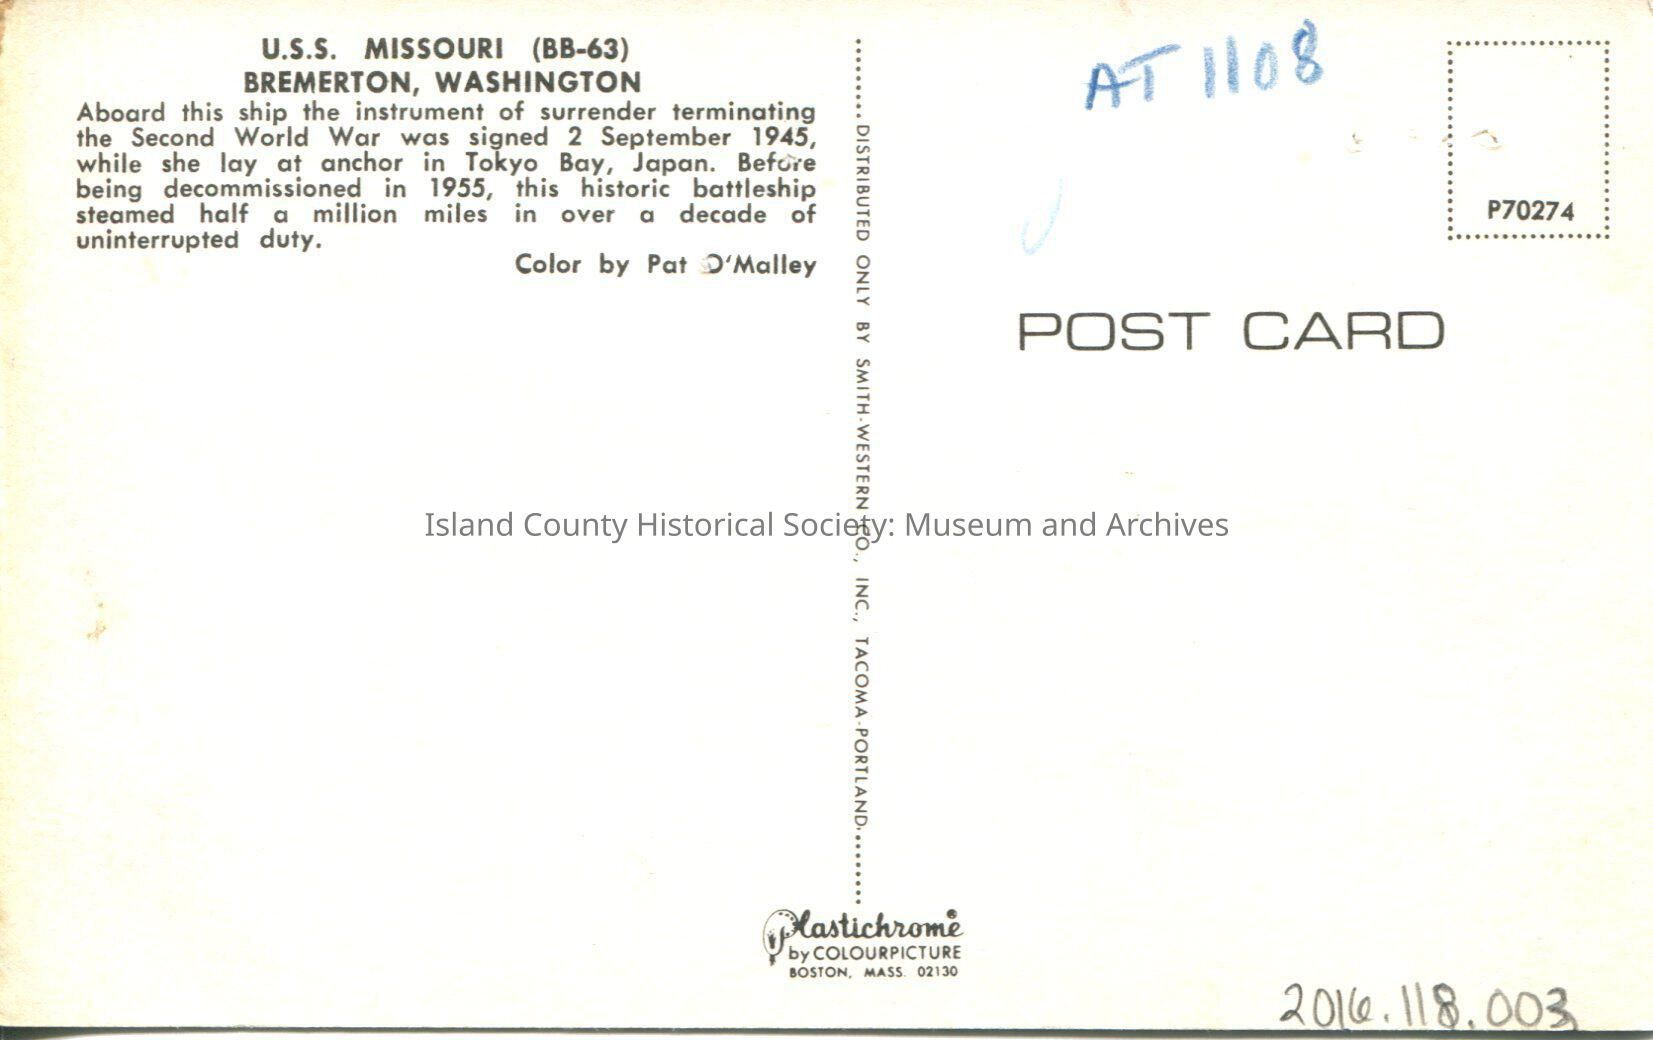 U.S.S. MISSOURI (BB-63)
BREMERTON, WASHINGTON
Aboard this ship the instrument of surrender terminating
the Second World War was signed 2 September 1945,
while she lay at anchor in Tokyo Bay, Japan. Before
being decommissioned in 1955, this historic battleship
steamed half a million miles in over a decade of
uninterrupted duty.
Color by Pat O'Malley
DISTRIBUTED ONLY BY SMITH-WESTERN CO., INC., TACOMA-PORTLAND.
AT 1108
P70274
POST CARD
Island County Historical Society: Museum and Archives
Plastichrome®
by COLOURPICTURE
BOSTON, MASS. 02130
2016.118.003